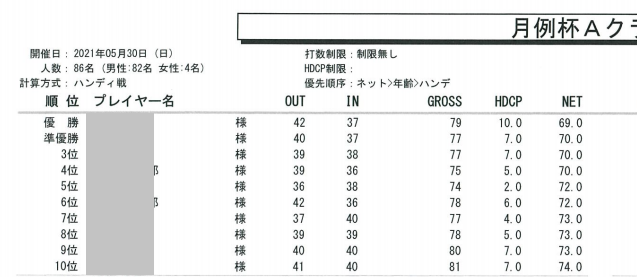 月例杯Aクラ
開催日：2021年05月30日（日）　打数制限：制限無し
人数：86名（男性:82名 女性:4名）　HDCP制限：
計算方式：ハンディ戦　優先順序：ネット>年齢>ハンデ
順 位 プレイヤー名 OUT IN GROSS HDCP NET
優 勝 様 42 37 79 10.0 69.0
準優勝 様 40 37 77 7.0 70.0
3位 様 39 38 77 7.0 70.0
4位 様 39 36 75 5.0 70.0
5位 様 36 38 74 2.0 72.0
6位 様 42 36 78 6.0 72.0
7位 様 37 40 77 4.0 73.0
8位 様 39 39 78 5.0 73.0
9位 様 40 40 80 7.0 73.0
10位 様 41 40 81 7.0 74.0